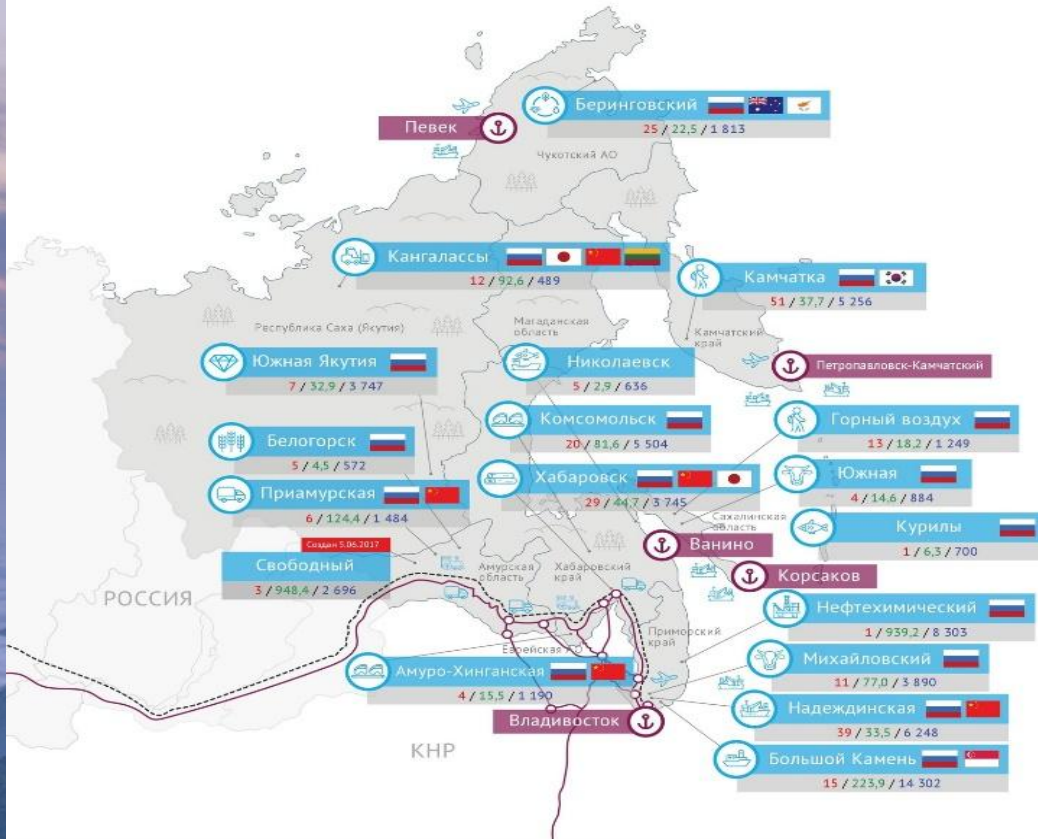 Беринговский
25 / 22,5 / 1 813
Певек
Чукотский АО
Кангалассы
12 / 92,6 / 489
Камчатка
51 / 37,7 / 5 256
Республика Саха (Якутия)
Магаданская
область
Камчатский
край
Южная Якутия
7 / 32,9 / 3 747
Николаевск
5 / 2,9 / 636
Петропавловск-Камчатский
Белогорск
5 / 4,5 / 572
Комсомольск
20 / 81,6 / 5 504
Горный воздух
13 / 18,2 / 1 249
Приамурская
6 / 124,4 / 1 484
Хабаровск
29 / 44,7 / 3 745
Южная
4 / 14,6 / 884
Сахалинская
область
Курилы
1 / 6,3 / 700
Создан 5.06.2017
Свободный
3 / 948,4 / 2 696
Амурская
область
Хабаровский
край
Ванино
Корсаков
РОССИЯ
Нефтехимический
1 / 939,2 / 8 303
Приморский
край
Еврейская АО
Амуро-Хинганская
4 / 15,5 / 1 190
Михайловский
11 / 77,0 / 3 890
Владивосток
Надеждинская
39 / 33,5 / 6 248
КНР
Большой Камень
15 / 223,9 / 14 302